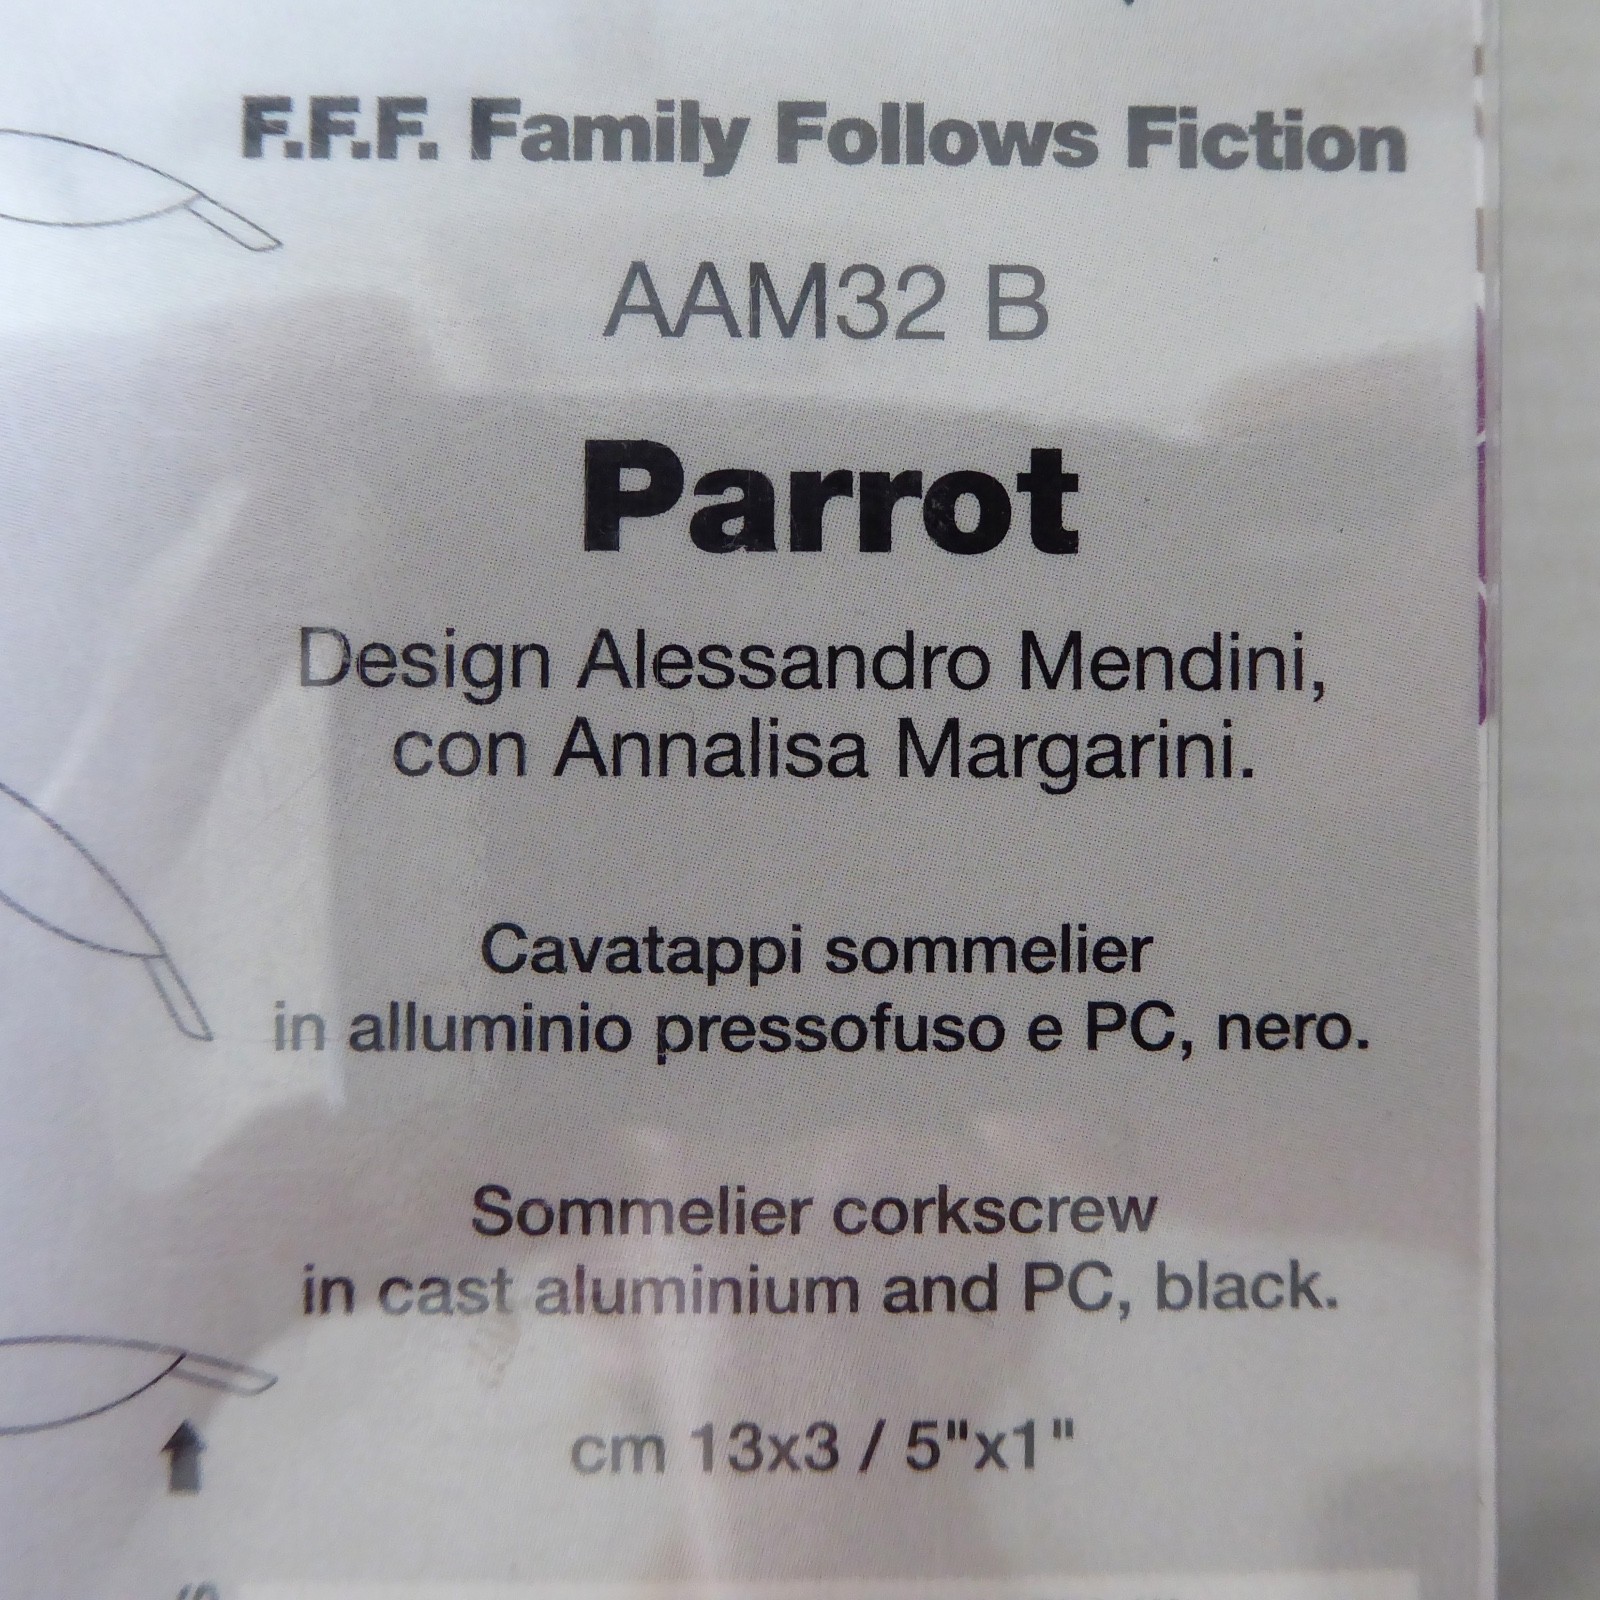 F.F.F. Family Follows Fiction
AAM32 B
Parrot
Design Alessandro Mendini,
con Annalisa Margarini.
Cavatappi sommelier
in alluminio pressofuso e PC, nero.
Sommelier corkscrew
in cast aluminium and PC, black.
cm 13x3 / 5"x1"